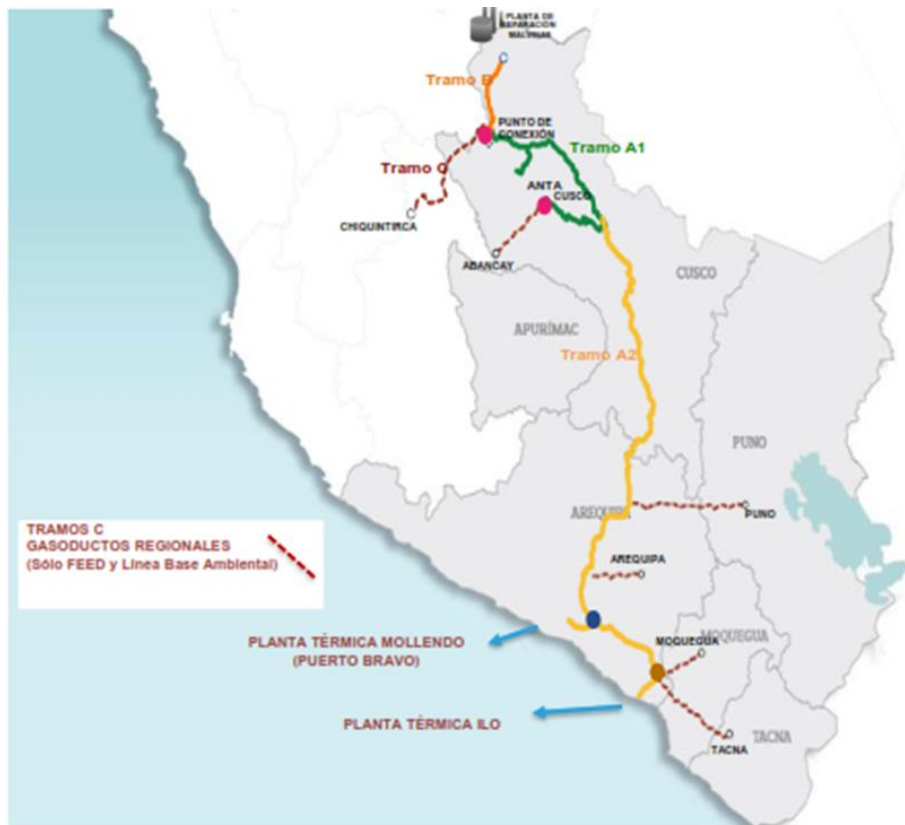 PLANTA DE
SEPARACIÓN
MALVINAS
Tramo B
PUNTO DE
CONEXIÓN
Tramo A1
Tramo C
ANTA
CUSCO
CHIQUINTIRCA
ABANCAY
CUSCO
APURÍMAC
Tramo A2
PUNO
AREQUIPA
PUNO
TRAMOS C
GASODUCTOS REGIONALES
(Sólo FEED y Linea Base Ambiental)
AREQUIPA
PLANTA TÉRMICA MOLLENDO
(PUERTO BRAVO)
MOQUEGUA
MOQUEGUA
PLANTA TÉRMICA ILO
TACNA
TACNA